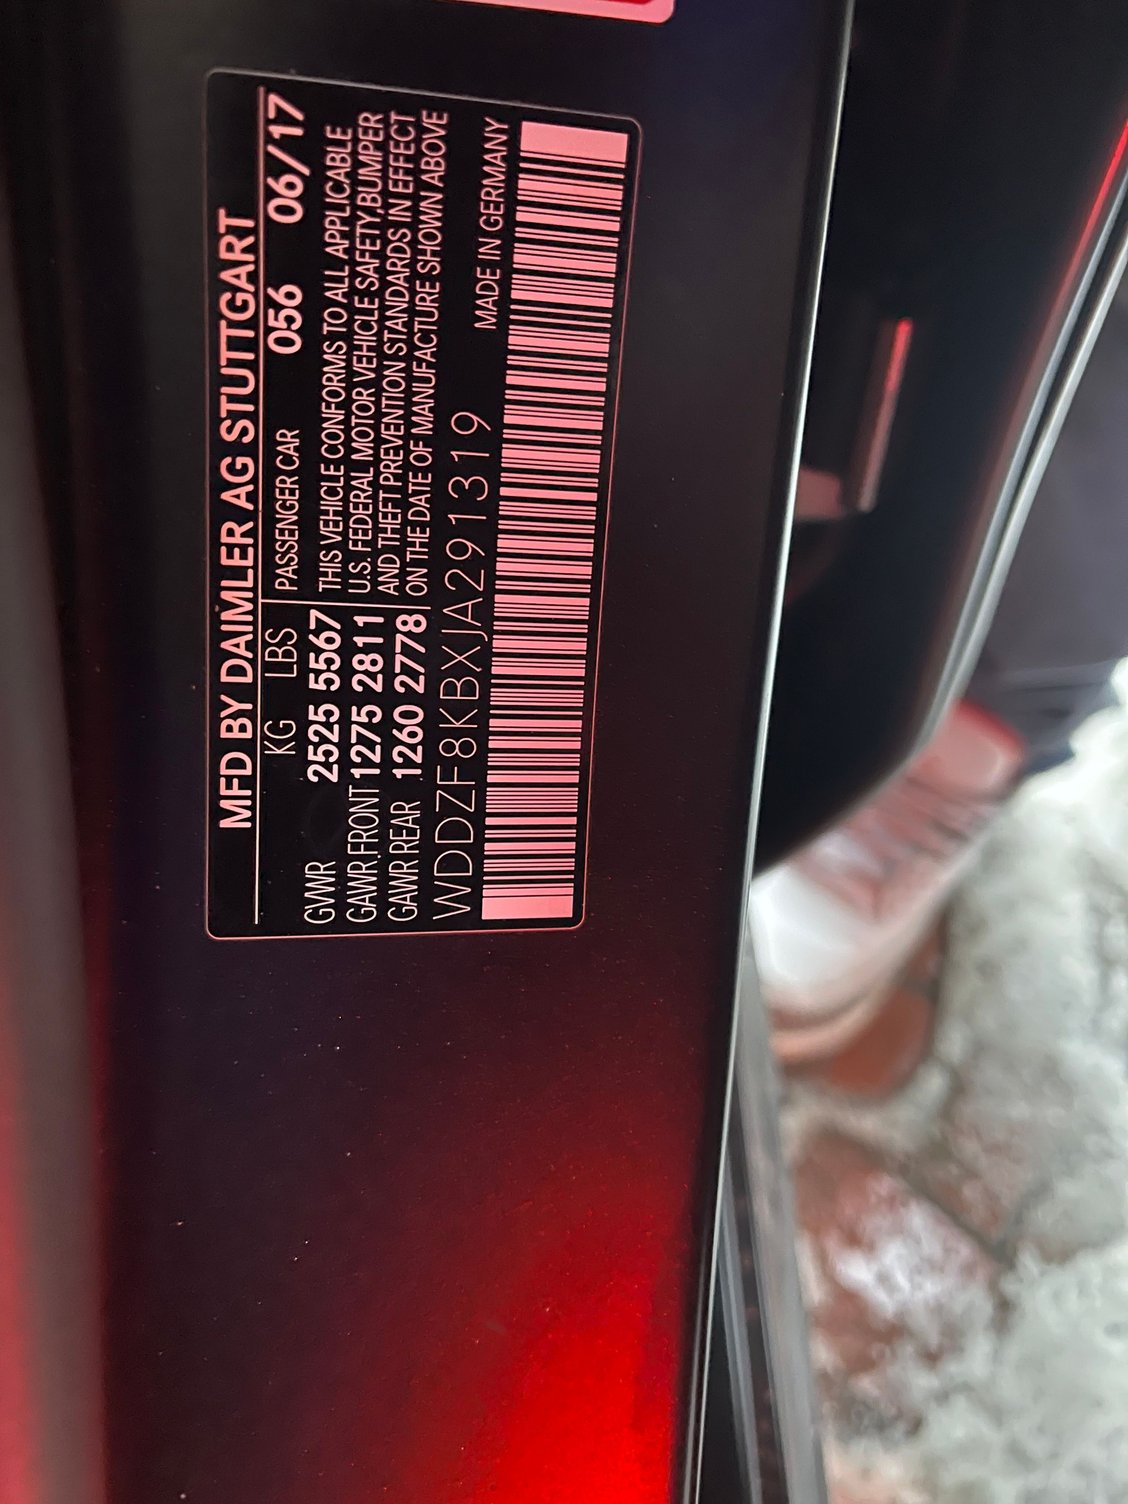 MFD BY DAIMLER AG STUTTGART
KG LBS PASSENGER CAR 056 06/17
GVWR 2525 5567 THIS VEHICLE CONFORMS TO ALL APPLICABLE
GAWR.FRONT 1275 2811 U.S. FEDERAL MOTOR VEHICLE SAFETY,BUMPER
GAWR REAR 1260 2778 AND THEFT PREVENTION STANDARDS IN EFFECT
ON THE DATE OF MANUFACTURE SHOWN ABOVE
WDDZF8KBXJA291319 MADE IN GERMANY